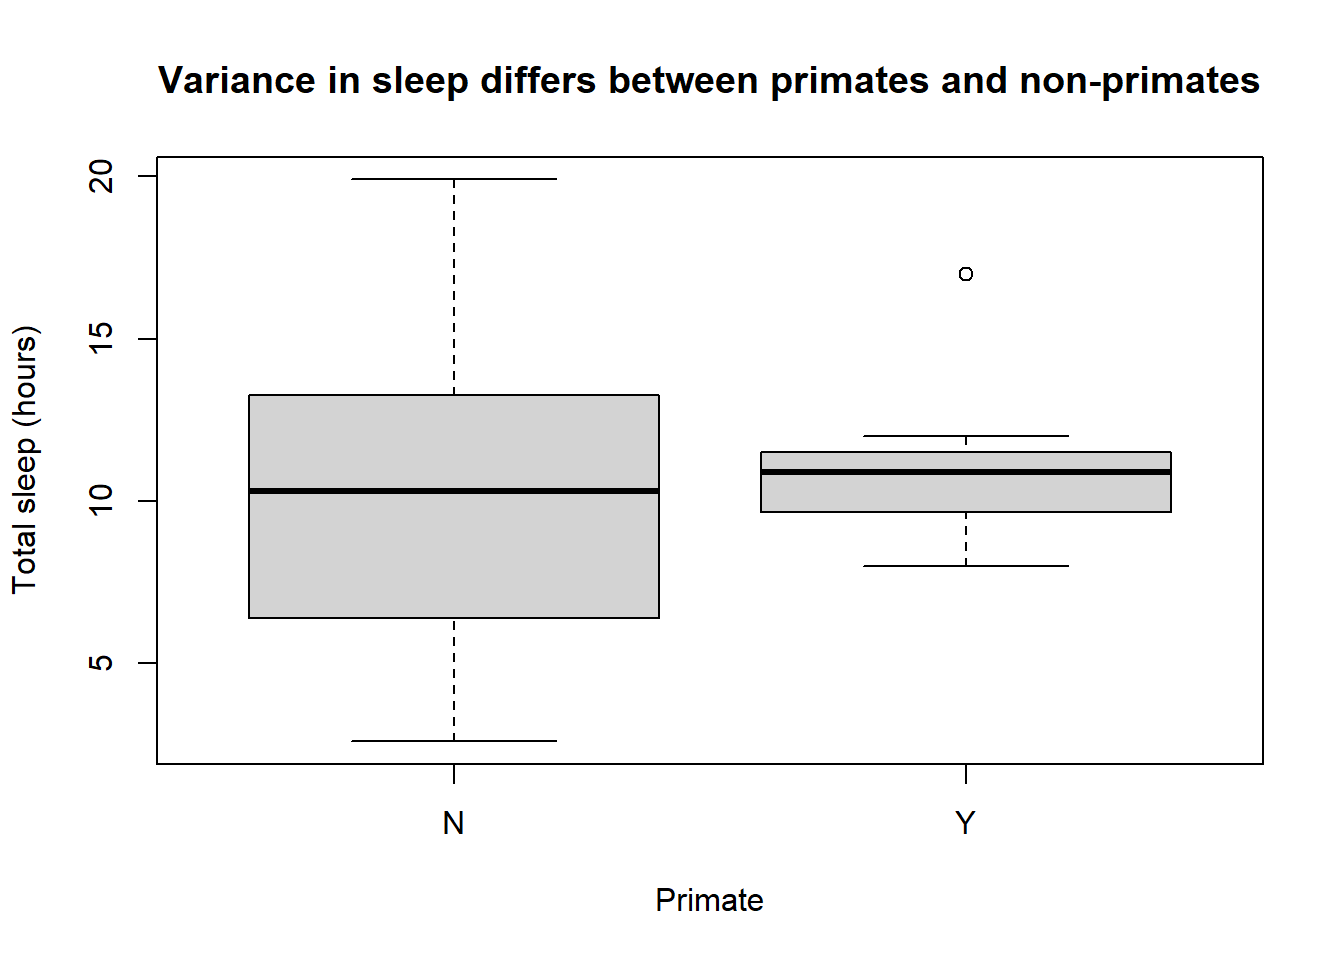 Variance in sleep differs between primates and non-primates
Total sleep (hours)
20
15
10
5
N
Y
Primate